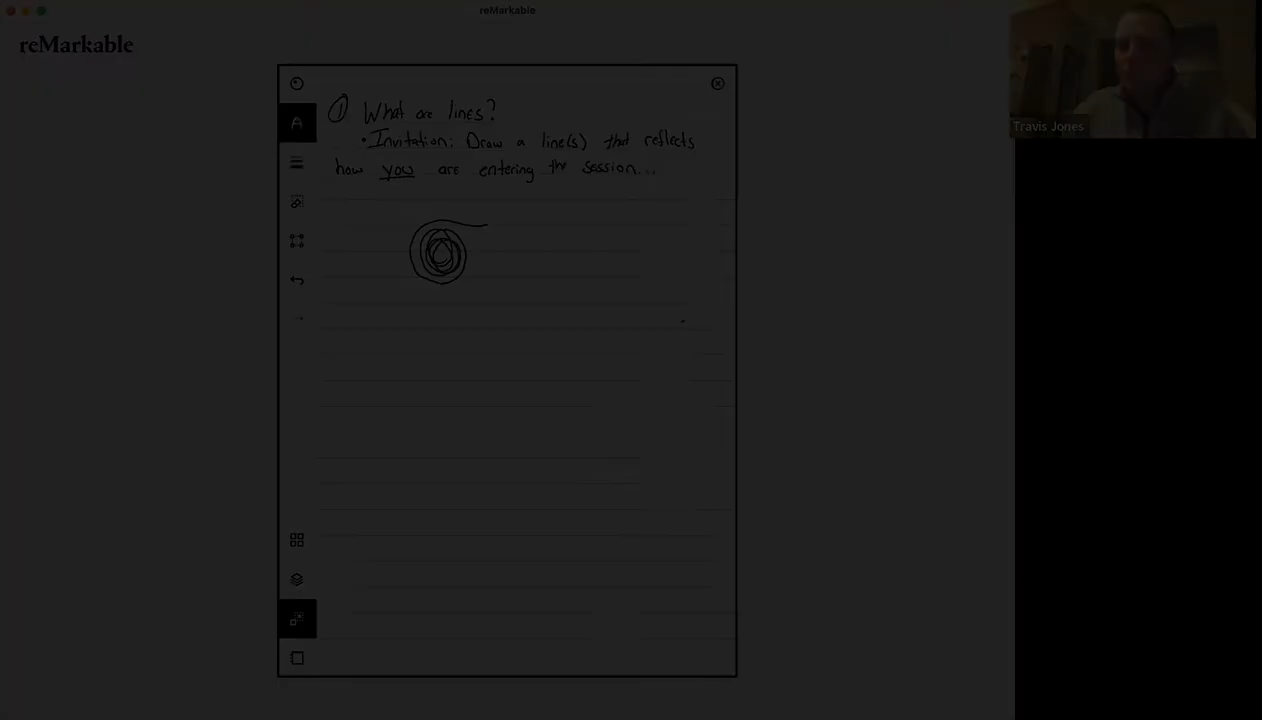 reMarkable
reMarkable
Travis Jones
① What are lines?
• Invitation: Draw a line(s) that reflects
how you are entering the session...